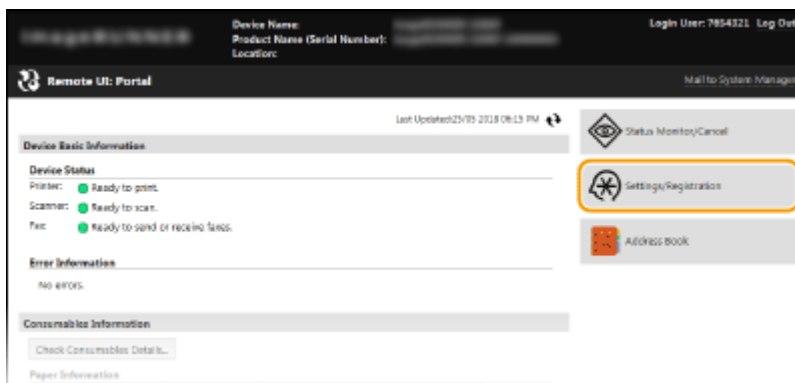 imageRUNNER
Device Name:
Product Name (Serial Number):
Location:
Login User: 7654321 Log Out
Remote UI: Portal
Mail to System Manager
Last Updated:25/05 2018 06:15 PM
Device Basic Information
Device Status
Printer: Ready to print.
Scanner: Ready to scan.
Fax: Ready to send or receive faxes.
Error Information
No errors.
Consumables Information
Check Consumables Details...
Paper Information
Status Monitor/Cancel
Settings/Registration
Address Book